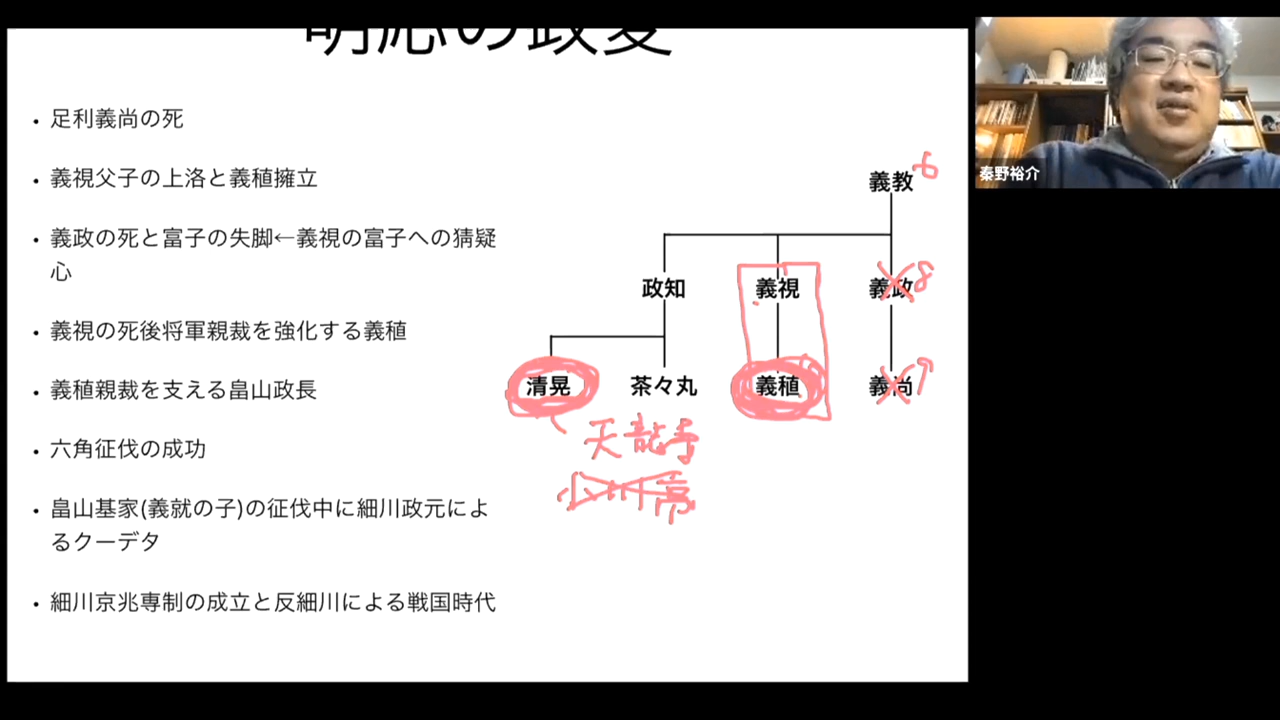 明応の政変
• 足利義尚の死
• 義視父子の上洛と義稙擁立
• 義政の死と富子の失脚←義視の富子への猜疑
心
• 義視の死後将軍親裁を強化する義稙
• 義稙親裁を支える畠山政長
• 六角征伐の成功
• 畠山基家(義就の子)の征伐中に細川政元によ
るクーデタ
• 細川京兆専制の成立と反細川による戦国時代
義教 6
政知 義視 義政 8
清晃 茶々丸 義稙 義尚 9
天龍寺
小川亭
秦野裕介